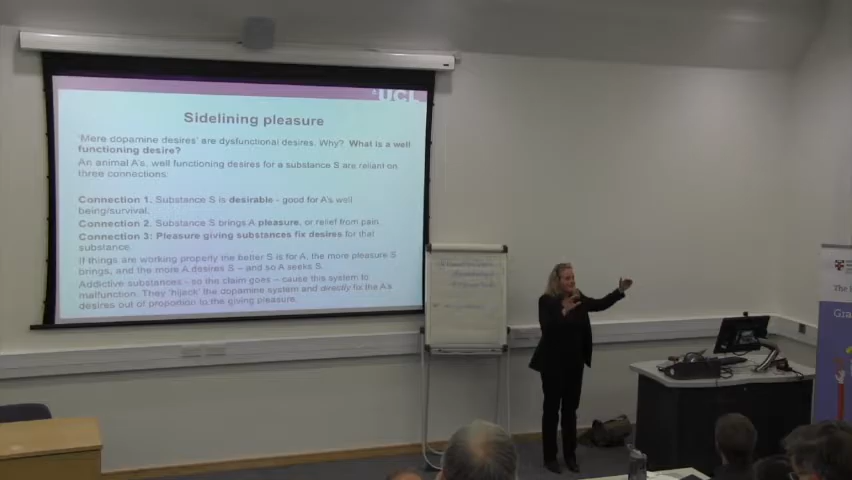 UCL
Sidelining pleasure
'Mere dopamine desires' are dysfunctional desires. Why? What is a well
functioning desire?
An animal A's, well functioning desires for a substance S are reliant on
three connections:
Connection 1. Substance S is desirable - good for A's well
being/survival.
Connection 2. Substance S brings A pleasure, or relief from pain.
Connection 3: Pleasure giving substances fix desires for that
substance.
If things are working properly the better S is for A, the more pleasure S
brings, and the more A desires S – and so A seeks S.
Addictive substances - so the claim goes – cause this system to
malfunction. They 'hijack' the dopamine system and directly fix the A's
desires out of proportion to the giving pleasure.
The
Gra